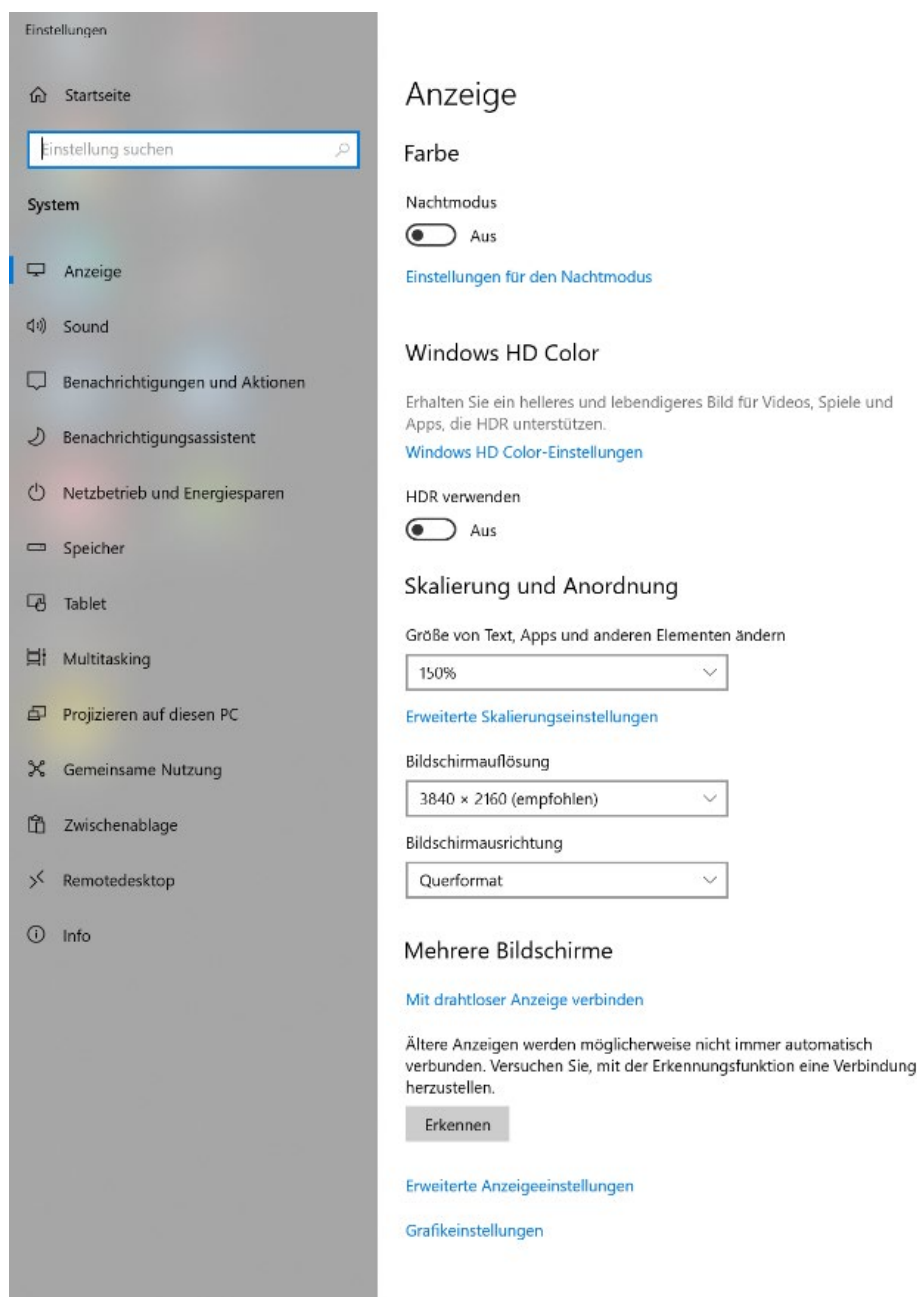 Einstellungen
Startseite
Einstellung suchen
System
Anzeige
Sound
Benachrichtigungen und Aktionen
Benachrichtigungsassistent
Netzbetrieb und Energiesparen
Speicher
Tablet
Multitasking
Projizieren auf diesen PC
Gemeinsame Nutzung
Zwischenablage
Remotedesktop
Info
Anzeige
Farbe
Nachtmodus
Aus
Einstellungen für den Nachtmodus
Windows HD Color
Erhalten Sie ein helleres und lebendigeres Bild für Videos, Spiele und
Apps, die HDR unterstützen.
Windows HD Color-Einstellungen
HDR verwenden
Aus
Skalierung und Anordnung
Größe von Text, Apps und anderen Elementen ändern
150%
Erweiterte Skalierungseinstellungen
Bildschirmauflösung
3840 × 2160 (empfohlen)
Bildschirmausrichtung
Querformat
Mehrere Bildschirme
Mit drahtloser Anzeige verbinden
Ältere Anzeigen werden möglicherweise nicht immer automatisch
verbunden. Versuchen Sie, mit der Erkennungsfunktion eine Verbindung
herzustellen.
Erkennen
Erweiterte Anzeigeeinstellungen
Grafikeinstellungen